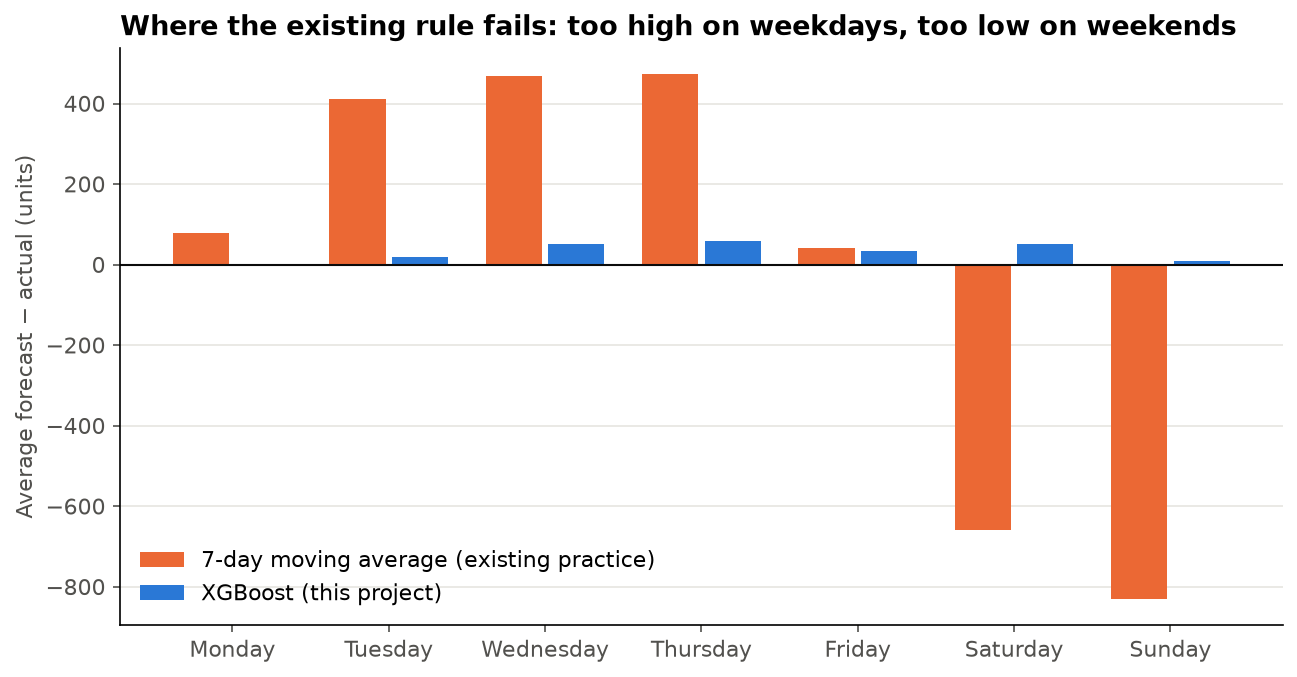 Where the existing rule fails: too high on weekdays, too low on weekends
Average forecast − actual (units)
400
200
0
−200
−400
−600
−800
7-day moving average (existing practice)
XGBoost (this project)
Monday Tuesday Wednesday Thursday Friday Saturday Sunday